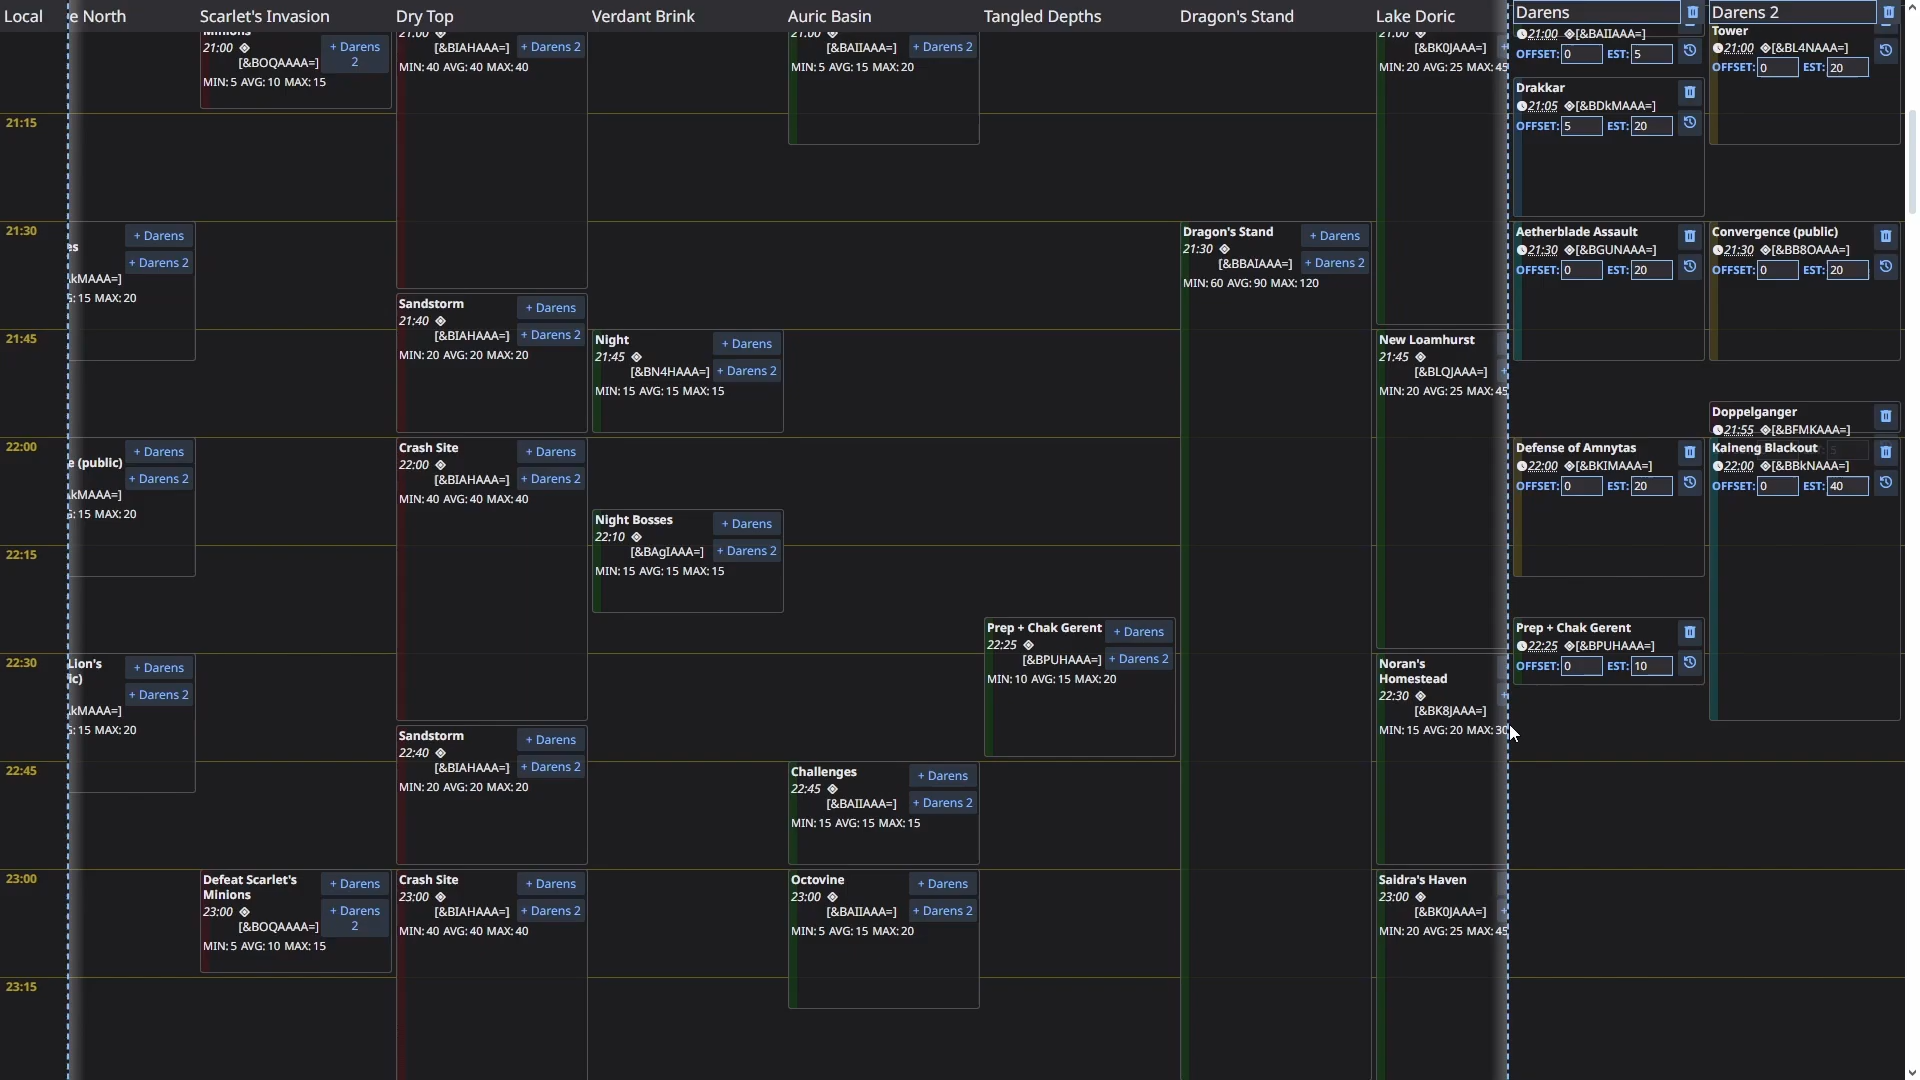 Local
e North
Scarlet's Invasion
Dry Top
Verdant Brink
Auric Basin
Tangled Depths
Dragon's Stand
Lake Doric
Darens
Darens 2
21:15
21:30
21:45
22:00
22:15
22:30
22:45
23:00
23:15
es
+ Darens
+ Darens 2
kMAAA=]
15 MAX: 20
e (public)
+ Darens
+ Darens 2
kMAAA=]
15 MAX: 20
Lion's
ic)
+ Darens
+ Darens 2
kMAAA=]
15 MAX: 20
Minions
21:00
[&BOQAAAA=]
+ Darens
2
MIN: 5 AVG: 10 MAX: 15
Defeat Scarlet's
Minions
23:00
[&BOQAAAA=]
+ Darens
+ Darens
2
MIN: 5 AVG: 10 MAX: 15
21:00
[&BIAHAAA=]
+ Darens 2
MIN: 40 AVG: 40 MAX: 40
Sandstorm
21:40
[&BIAHAAA=]
+ Darens
+ Darens 2
MIN: 20 AVG: 20 MAX: 20
Crash Site
22:00
[&BIAHAAA=]
+ Darens
+ Darens 2
MIN: 40 AVG: 40 MAX: 40
Sandstorm
22:40
[&BIAHAAA=]
+ Darens
+ Darens 2
MIN: 20 AVG: 20 MAX: 20
Crash Site
23:00
[&BIAHAAA=]
+ Darens
+ Darens 2
MIN: 40 AVG: 40 MAX: 40
Night
21:45
[&BN4HAAA=]
+ Darens
+ Darens 2
MIN: 15 AVG: 15 MAX: 15
Night Bosses
22:10
[&BAgIAAA=]
+ Darens
+ Darens 2
MIN: 15 AVG: 15 MAX: 15
21:00
[&BAIIAAA=]
+ Darens 2
MIN: 5 AVG: 15 MAX: 20
Challenges
22:45
[&BAIIAAA=]
+ Darens
+ Darens 2
MIN: 15 AVG: 15 MAX: 15
Octovine
23:00
[&BAIIAAA=]
+ Darens
+ Darens 2
MIN: 5 AVG: 15 MAX: 20
Prep + Chak Gerent
22:25
[&BPUHAAA=]
+ Darens
+ Darens 2
MIN: 10 AVG: 15 MAX: 20
Dragon's Stand
21:30
[&BBAIAAA=]
+ Darens
+ Darens 2
MIN: 60 AVG: 90 MAX: 120
21:00
[&BK0JAAA=]
MIN: 20 AVG: 25 MAX: 45
New Loamhurst
21:45
[&BLQJAAA=]
MIN: 20 AVG: 25 MAX: 45
Noran's
Homestead
22:30
[&BK8JAAA=]
MIN: 15 AVG: 20 MAX: 30
Saidra's Haven
23:00
[&BK0JAAA=]
MIN: 20 AVG: 25 MAX: 45
21:00 [&BAIIAAA=]
OFFSET: 0 EST: 5
Drakkar
21:05 [&BDkMAAA=]
OFFSET: 5 EST: 20
Aetherblade Assault
21:30 [&BGUNAAA=]
OFFSET: 0 EST: 20
Defense of Amnytas
22:00 [&BKIMAAA=]
OFFSET: 0 EST: 20
Prep + Chak Gerent
22:25 [&BPUHAAA=]
OFFSET: 0 EST: 10
Tower
21:00 [&BL4NAAA=]
OFFSET: 0 EST: 20
Convergence (public)
21:30 [&BB8OAAA=]
OFFSET: 0 EST: 20
Doppelganger
21:55 [&BFMKAAA=]
Kaineng Blackout
22:00 [&BBkNAAA=]
OFFSET: 0 EST: 40